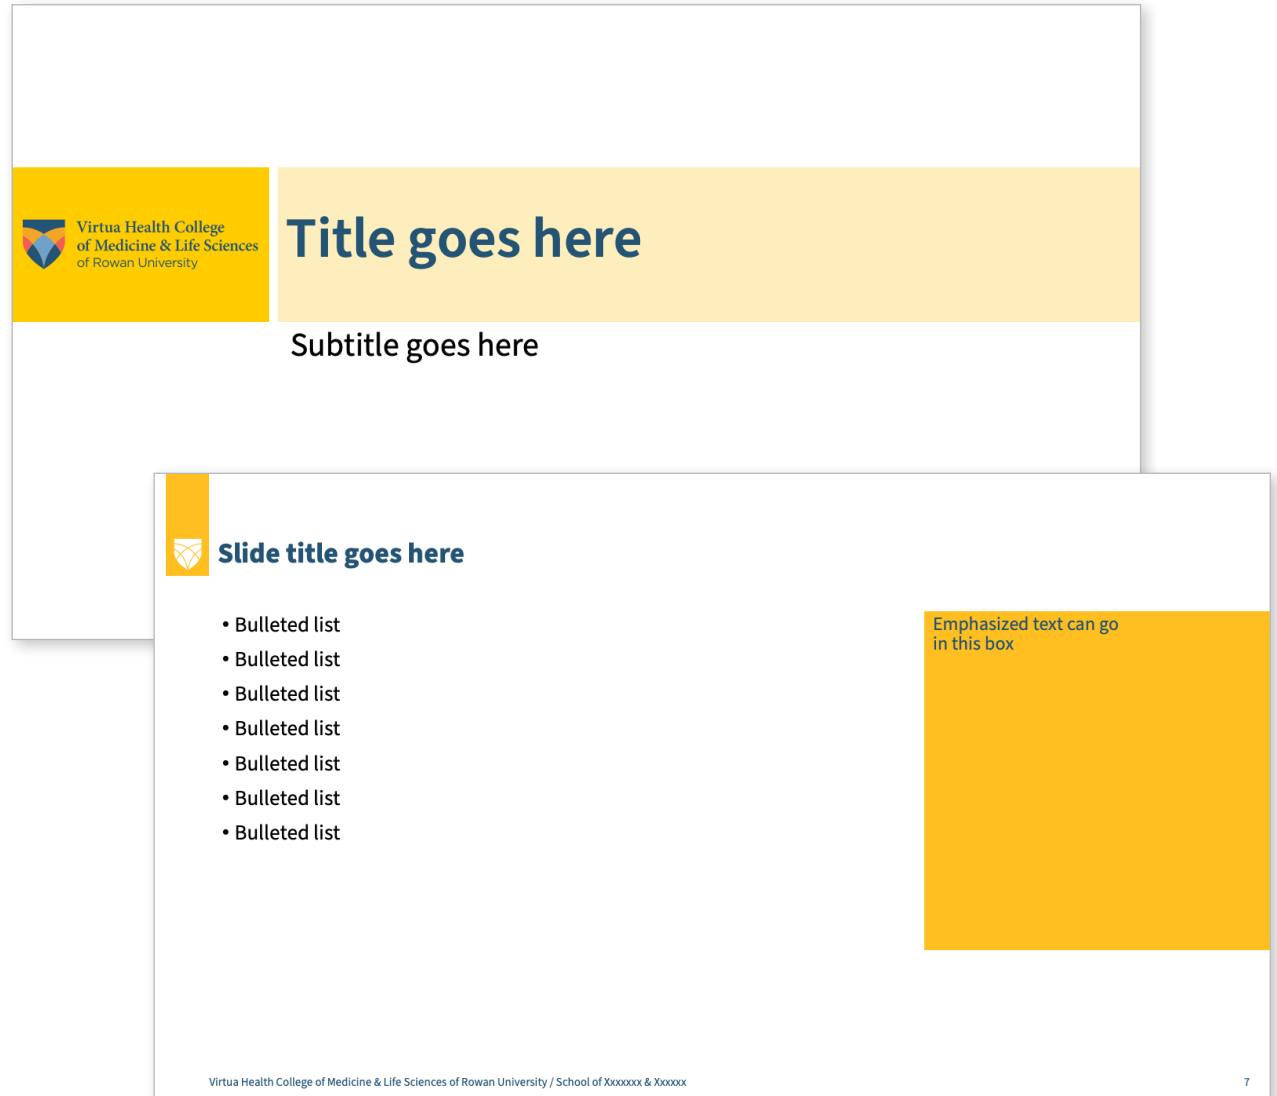 Virtua Health College
of Medicine & Life Sciences
of Rowan University
Title goes here
Subtitle goes here
Slide title goes here
• Bulleted list
• Bulleted list
• Bulleted list
• Bulleted list
• Bulleted list
• Bulleted list
• Bulleted list
Emphasized text can go
in this box
Virtua Health College of Medicine & Life Sciences of Rowan University / School of Xxxxxxx & Xxxxxx
7